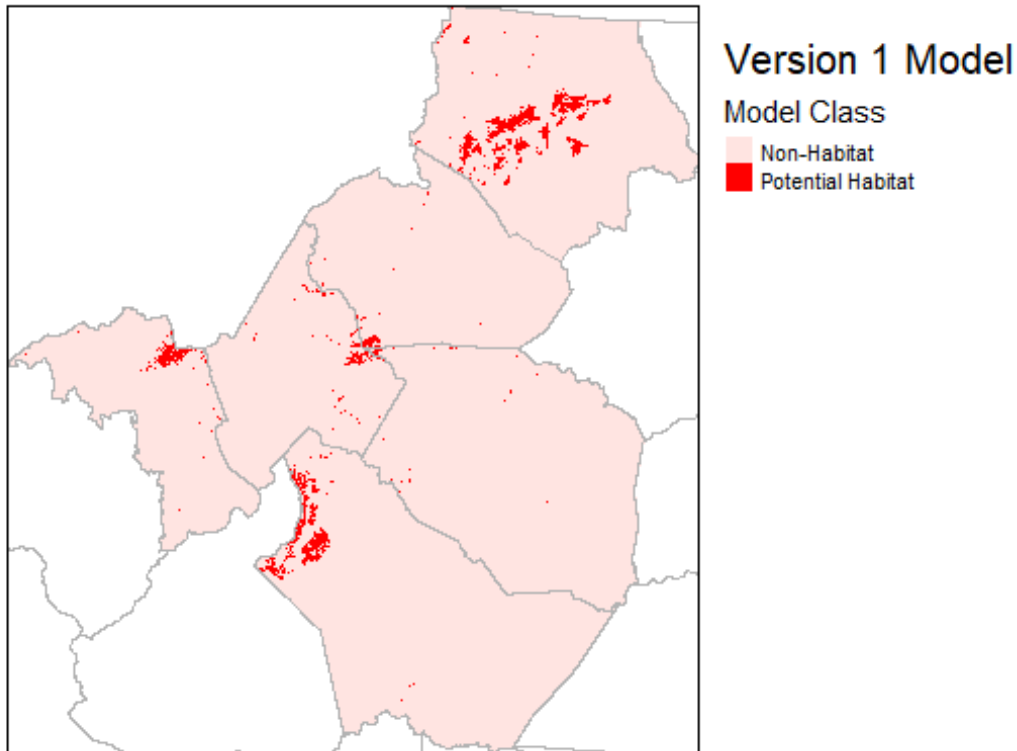 Version 1 Model
Model Class
Non-Habitat
Potential Habitat